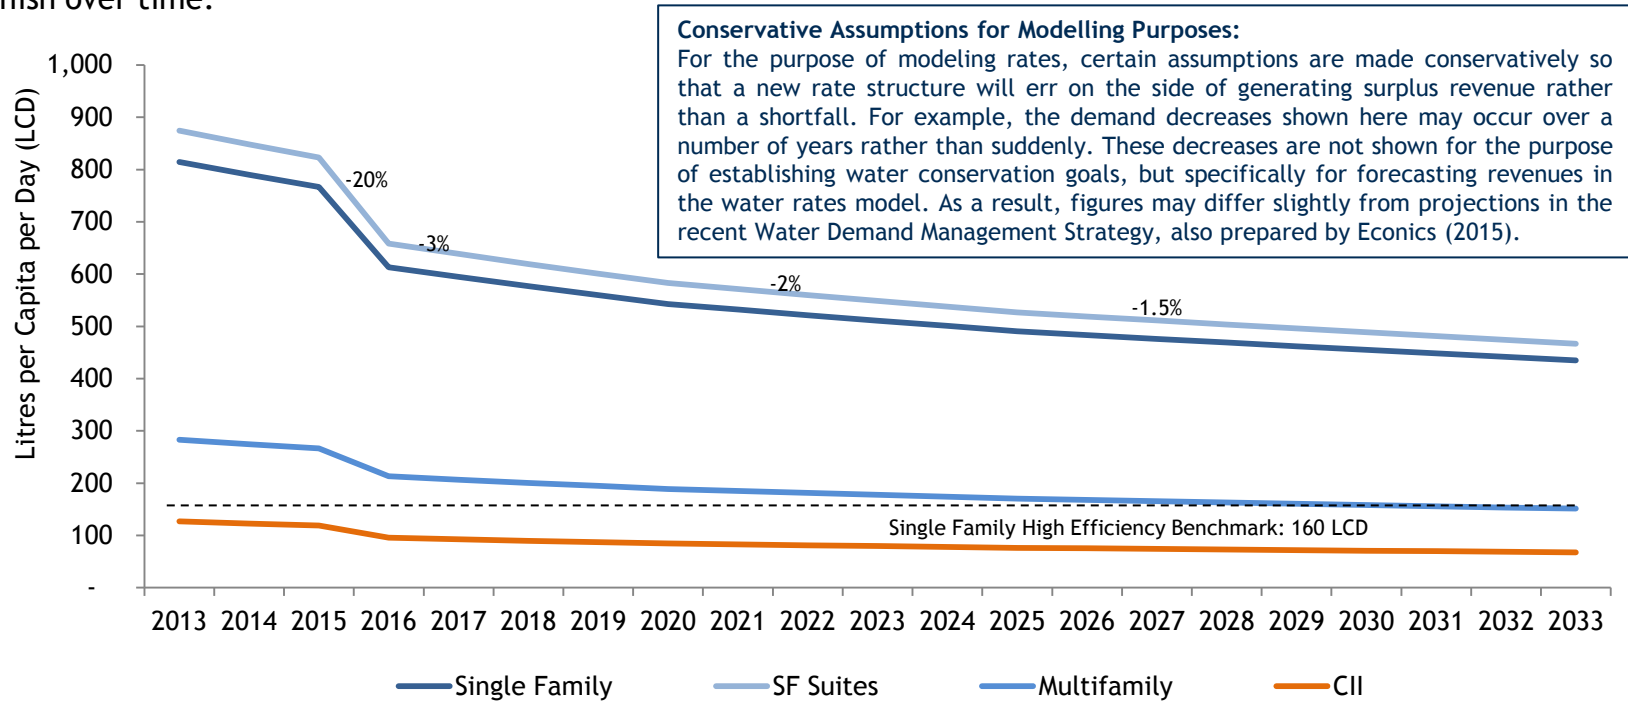 nish over time.
Conservative Assumptions for Modelling Purposes:
For the purpose of modeling rates, certain assumptions are made conservatively so
that a new rate structure will err on the side of generating surplus revenue rather
than a shortfall. For example, the demand decreases shown here may occur over a
number of years rather than suddenly. These decreases are not shown for the purpose
of establishing water conservation goals, but specifically for forecasting revenues in
the water rates model. As a result, figures may differ slightly from projections in the
recent Water Demand Management Strategy, also prepared by Econics (2015).
Litres per Capita per Day (LCD)
1,000
900
800
700
600
500
400
300
200
100
-
-20%
-3%
-2%
-1.5%
Single Family High Efficiency Benchmark: 160 LCD
2013 2014 2015 2016 2017 2018 2019 2020 2021 2022 2023 2024 2025 2026 2027 2028 2029 2030 2031 2032 2033
Single Family SF Suites Multifamily CII